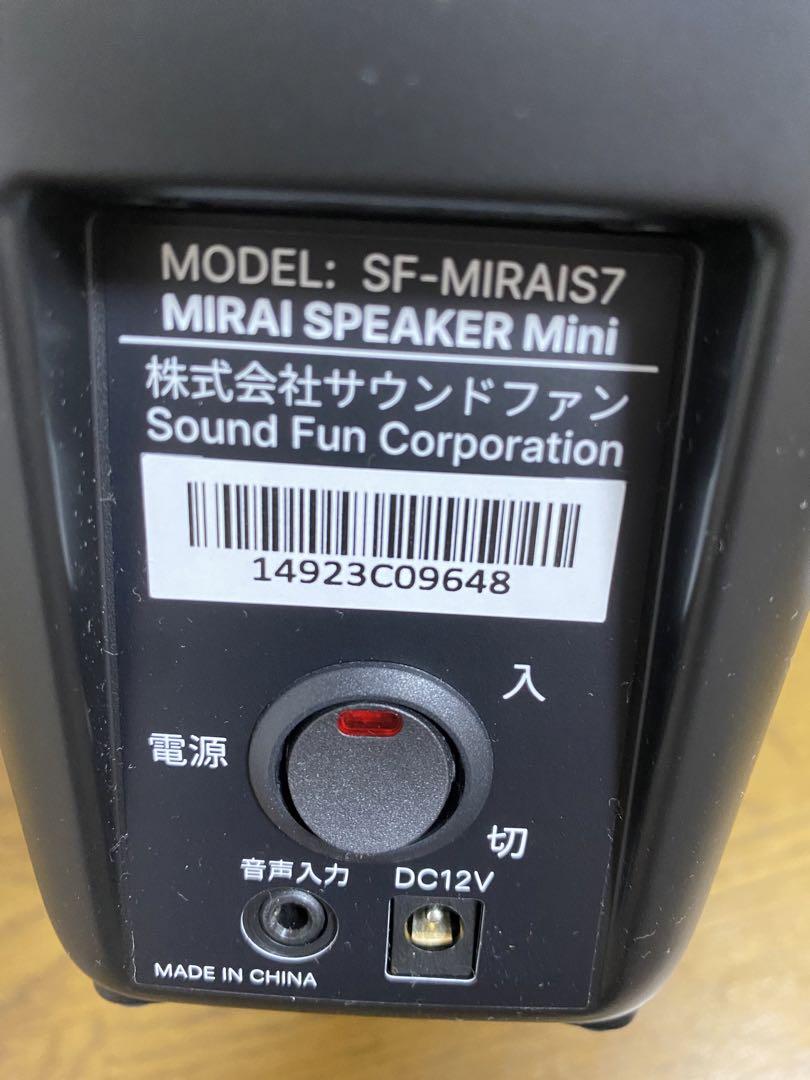 MODEL: SF-MIRAIS7
MIRAI SPEAKER Mini
株式会社サウンドファン
Sound Fun Corporation
14923C09648
入
電源
切
音声入力 DC12V
MADE IN CHINA